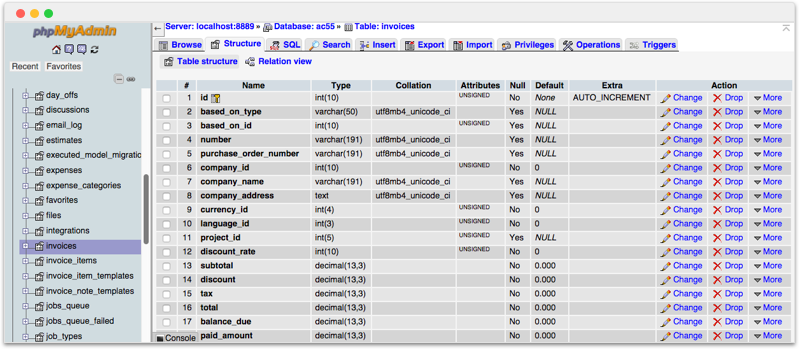 phpMyAdmin
Recent Favorites
day_offs
discussions
email_log
estimates
executed_model_migratio
expenses
expense_categories
favorites
files
integrations
invoices
invoice_items
invoice_item_templates
invoice_note_templates
jobs_queue
jobs_queue_failed
job_types
Server: localhost:8889 » Database: ac55 » Table: invoices
Browse Structure SQL Search Insert Export Import Privileges Operations Triggers
Table structure Relation view
# Name Type Collation Attributes Null Default Extra Action
1 id int(10) UNSIGNED No None AUTO_INCREMENT Change Drop More
2 based_on_type varchar(50) utf8mb4_unicode_ci Yes NULL Change Drop More
3 based_on_id int(10) UNSIGNED Yes NULL Change Drop More
4 number varchar(191) utf8mb4_unicode_ci Yes NULL Change Drop More
5 purchase_order_number varchar(191) utf8mb4_unicode_ci Yes NULL Change Drop More
6 company_id int(10) UNSIGNED No 0 Change Drop More
7 company_name varchar(191) utf8mb4_unicode_ci Yes NULL Change Drop More
8 company_address text utf8mb4_unicode_ci Yes NULL Change Drop More
9 currency_id int(4) UNSIGNED No 0 Change Drop More
10 language_id int(3) UNSIGNED No 0 Change Drop More
11 project_id int(5) UNSIGNED Yes NULL Change Drop More
12 discount_rate int(10) UNSIGNED No 0 Change Drop More
13 subtotal decimal(13,3) No 0.000 Change Drop More
14 discount decimal(13,3) No 0.000 Change Drop More
15 tax decimal(13,3) No 0.000 Change Drop More
16 total decimal(13,3) No 0.000 Change Drop More
17 balance_due decimal(13,3) No 0.000 Change Drop More
Console paid_amount decimal(13,3) No 0.000 Change Drop More